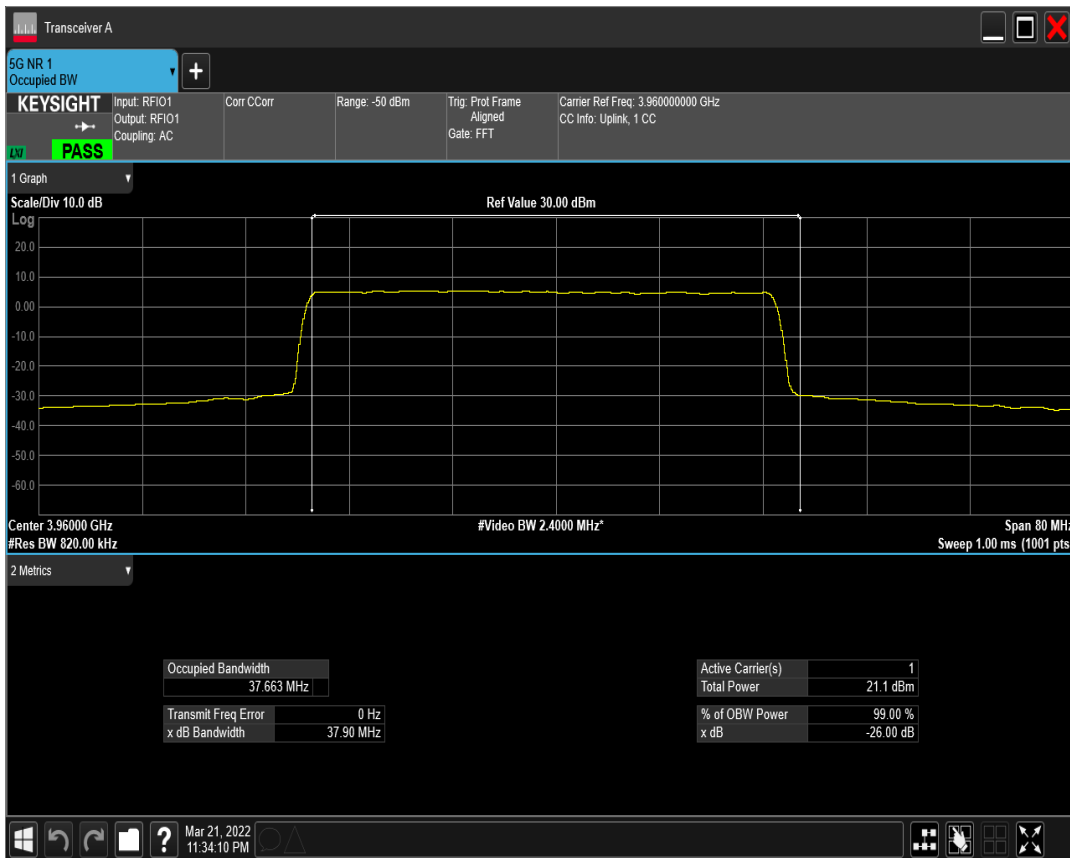 Transceiver A
5G NR 1
Occupied BW
KEYSIGHT
LXI
PASS
Input: RFIO1
Output: RFIO1
Coupling: AC
Corr CCorr
Range: -50 dBm
Trig: Prot Frame
Aligned
Gate: FFT
Carrier Ref Freq: 3.960000000 GHz
CC Info: Uplink, 1 CC
1 Graph
Scale/Div 10.0 dB
Ref Value 30.00 dBm
Log
20.0
10.0
0.00
-10.0
-20.0
-30.0
-40.0
-50.0
-60.0
Center 3.96000 GHz
#Video BW 2.4000 MHz*
Span 80 MHz
#Res BW 820.00 kHz
Sweep 1.00 ms (1001 pts
2 Metrics
Occupied Bandwidth
37.663 MHz
Transmit Freq Error 0 Hz
x dB Bandwidth 37.90 MHz
Active Carrier(s) 1
Total Power 21.1 dBm
% of OBW Power 99.00 %
x dB -26.00 dB
Mar 21, 2022
11:34:10 PM